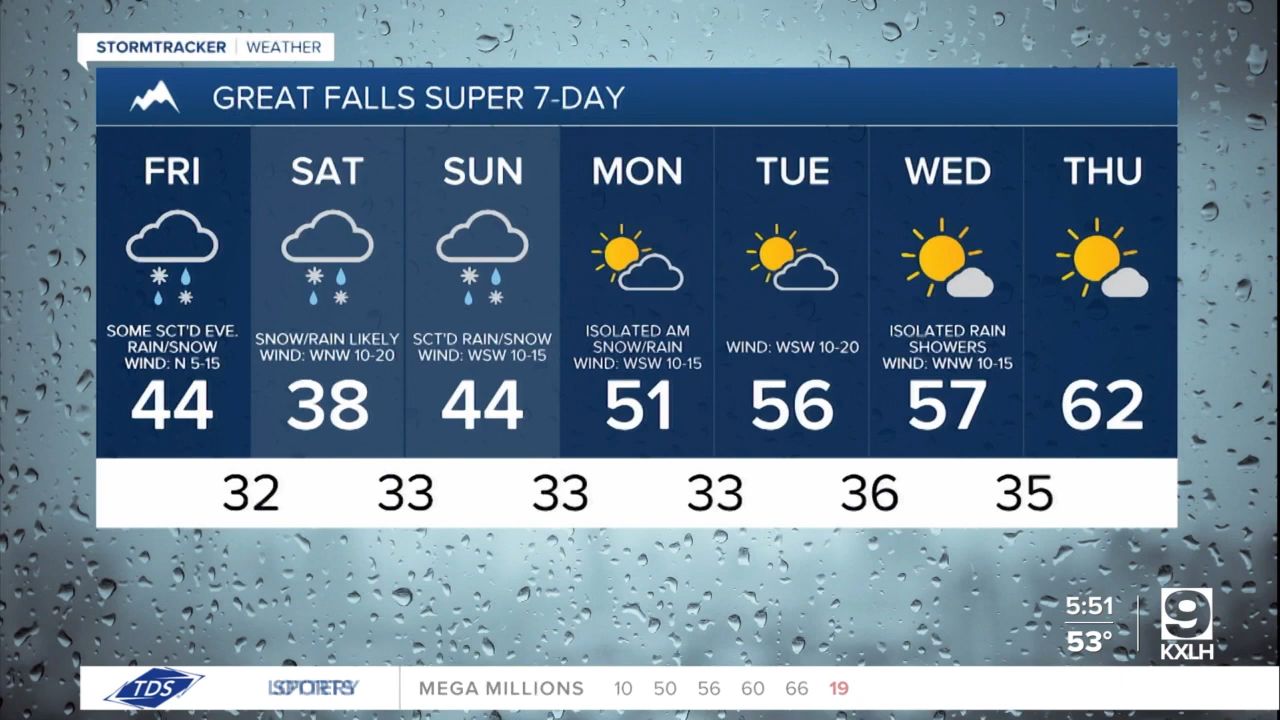 STORMTRACKER | WEATHER
GREAT FALLS SUPER 7-DAY
FRI SAT SUN MON TUE WED THU
SOME SCT'D EVE.
RAIN/SNOW
WIND: N 5-15
SNOW/RAIN LIKELY
WIND: WNW 10-20
SCT'D RAIN/SNOW
WIND: WSW 10-15
ISOLATED AM
SNOW/RAIN
WIND: WSW 10-15
WIND: WSW 10-20
ISOLATED RAIN
SHOWERS
WIND: WNW 10-15
44 38 44 51 56 57 62
32 33 33 33 36 35
5:51
53°
9
KXLH
TDS
MEGA MILLIONS 10 50 56 60 66 19